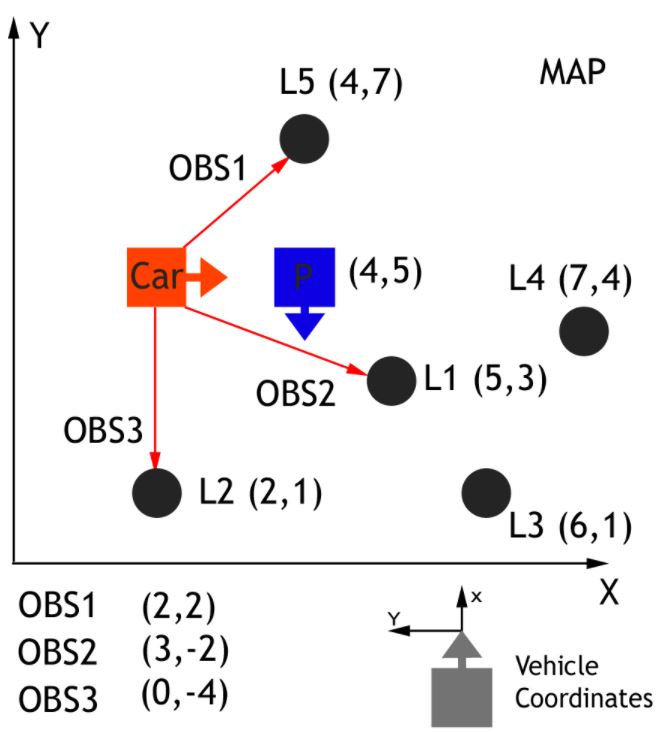 Y
MAP
L5 (4,7)
OBS1
Car
P
(4,5)
L4 (7,4)
OBS2
L1 (5,3)
OBS3
L2 (2,1)
L3 (6,1)
X
OBS1 (2,2)
OBS2 (3,-2)
OBS3 (0,-4)
x
Y
Vehicle
Coordinates